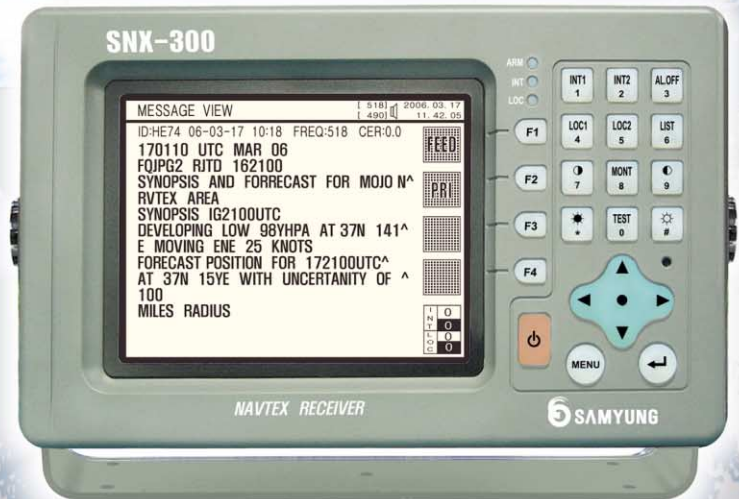 SNX-300
MESSAGE VIEW
[ 518] 2006. 03. 17
[ 490] 11. 42. 05
ID:HE74 06-03-17 10:18 FREQ:518 CER:0.0
170110 UTC MAR 06
FQJPG2 RJTD 162100
SYNOPSIS AND FORRECAST FOR MOJO N^
RVTEX AREA
SYNOPSIS IG2100UTC
DEVELOPING LOW 98YHPA AT 37N 141^
E MOVING ENE 25 KNOTS
FORECAST POSITION FOR 172100UTC^
AT 37N 15YE WITH UNCERTANITY OF ^
100
MILES RADIUS
FEED
PRI
INT 0
0
LOC 0
0
ARM
INT
LOC
F1
F2
F3
F4
INT1 INT2 AL.OFF
1 2 3
LOC1 LOC2 LIST
4 5 6
MONT
7 8 9
TEST
* 0 #
MENU
NAVTEX RECEIVER
SAMYUNG